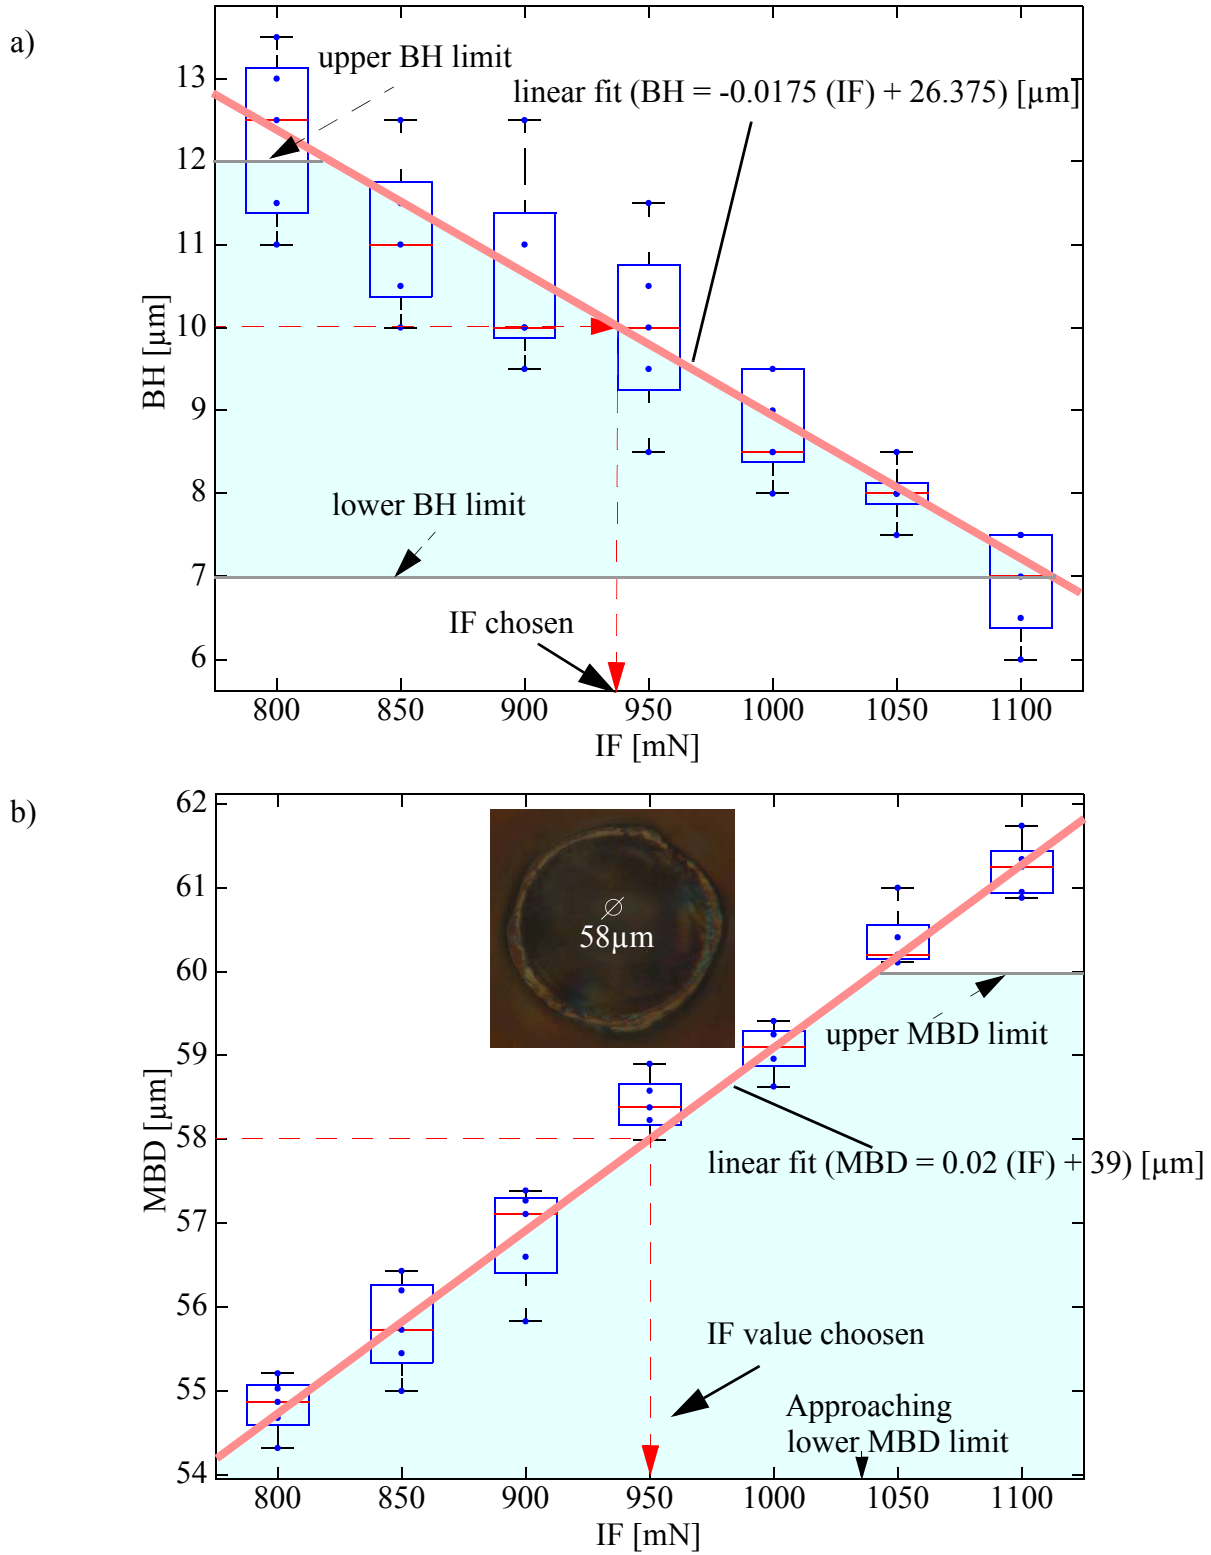 a)
upper BH limit
linear fit (BH = -0.0175 (IF) + 26.375) [µm]
13
12
11
10
9
8
7
6
BH [µm]
lower BH limit
IF chosen
800 850 900 950 1000 1050 1100
IF [mN]
b)
62
61
60
59
58
57
56
55
54
MBD [µm]
∅
58µm
upper MBD limit
linear fit (MBD = 0.02 (IF) + 39) [µm]
IF value choosen
Approaching
lower MBD limit
800 850 900 950 1000 1050 1100
IF [mN]